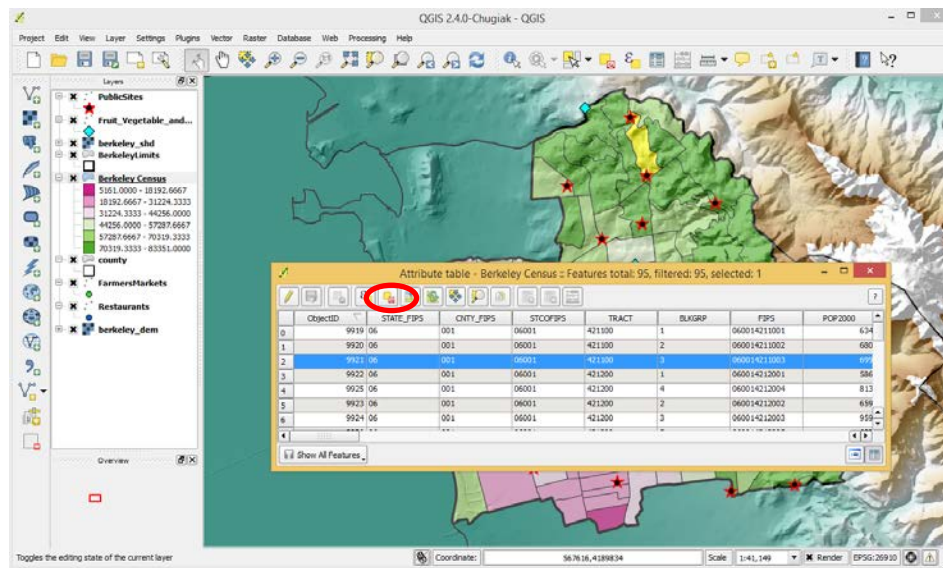 QGIS 2.4.0-Chugiak - QGIS
Project Edit View Layer Settings Plugins Vector Raster Database Web Processing Help
Layers
PublicSites
Fruit_Vegetable_and...
berkeley_shd
BerkeleyLimits
Berkeley Census
5161.0000 - 18192.6667
18192.6667 - 31224.3333
31224.3333 - 44256.0000
44256.0000 - 57287.6667
57287.6667 - 70319.3333
70319.3333 - 83351.0000
county
FarmersMarkets
Restaurants
berkeley_dem
Attribute table - Berkeley Census :: Features total: 95, filtered: 95, selected: 1
ObjectID STATE_FIPS CNTY_FIPS STCOFIPS TRACT BLKGRP FIPS POP2000
0 9919 06 001 06001 421100 1 060014211001 634
1 9920 06 001 06001 421100 2 060014211002 680
2 9921 06 001 06001 421100 3 060014211003 699
3 9922 06 001 06001 421200 1 060014212001 586
4 9925 06 001 06001 421200 4 060014212004 813
5 9923 06 001 06001 421200 2 060014212002 659
6 9924 06 001 06001 421200 3 060014212003 959
Show All Features
Overview
Toggles the editing state of the current layer
Coordinate: 567616,4189834 Scale 1:41,149 Render EPSG:26910